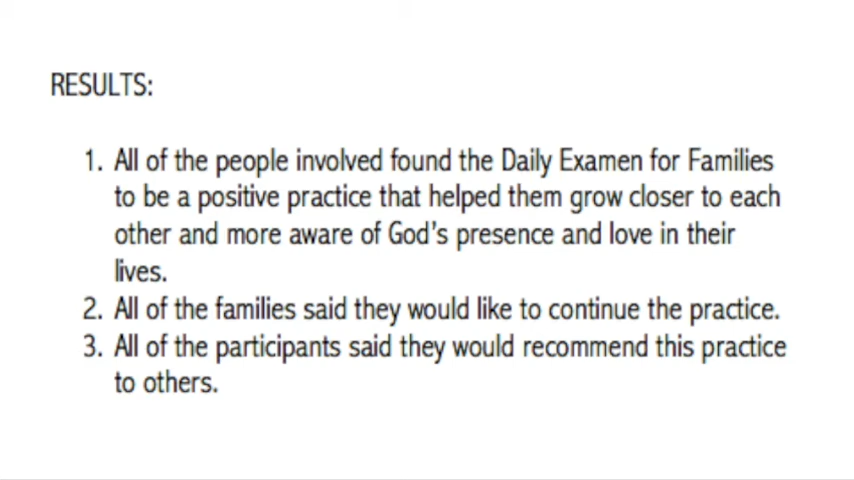 RESULTS:
1. All of the people involved found the Daily Examen for Families
to be a positive practice that helped them grow closer to each
other and more aware of God's presence and love in their
lives.
2. All of the families said they would like to continue the practice.
3. All of the participants said they would recommend this practice
to others.